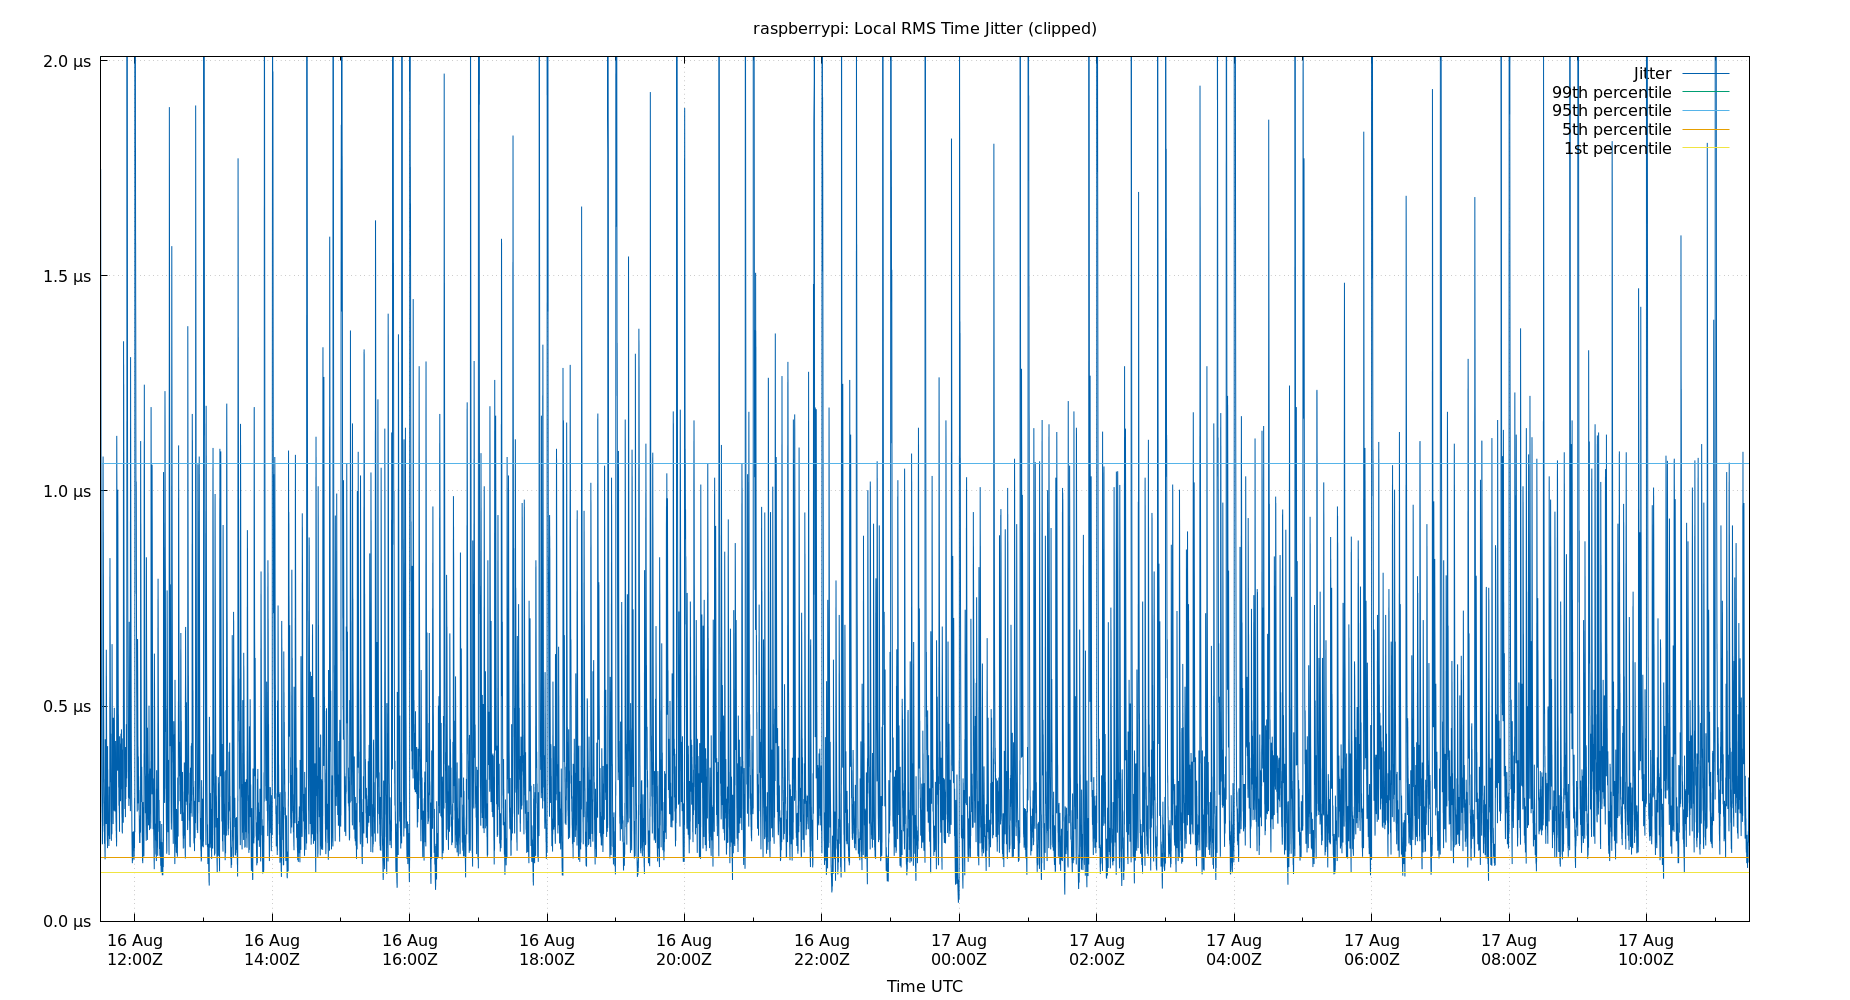 raspberrypi: Local RMS Time Jitter (clipped)
2.0 µs
1.5 µs
1.0 µs
0.5 µs
0.0 µs
Jitter
99th percentile
95th percentile
5th percentile
1st percentile
16 Aug 16 Aug 16 Aug 16 Aug 16 Aug 16 Aug 17 Aug 17 Aug 17 Aug 17 Aug 17 Aug 17 Aug
12:00Z 14:00Z 16:00Z 18:00Z 20:00Z 22:00Z 00:00Z 02:00Z 04:00Z 06:00Z 08:00Z 10:00Z
Time UTC